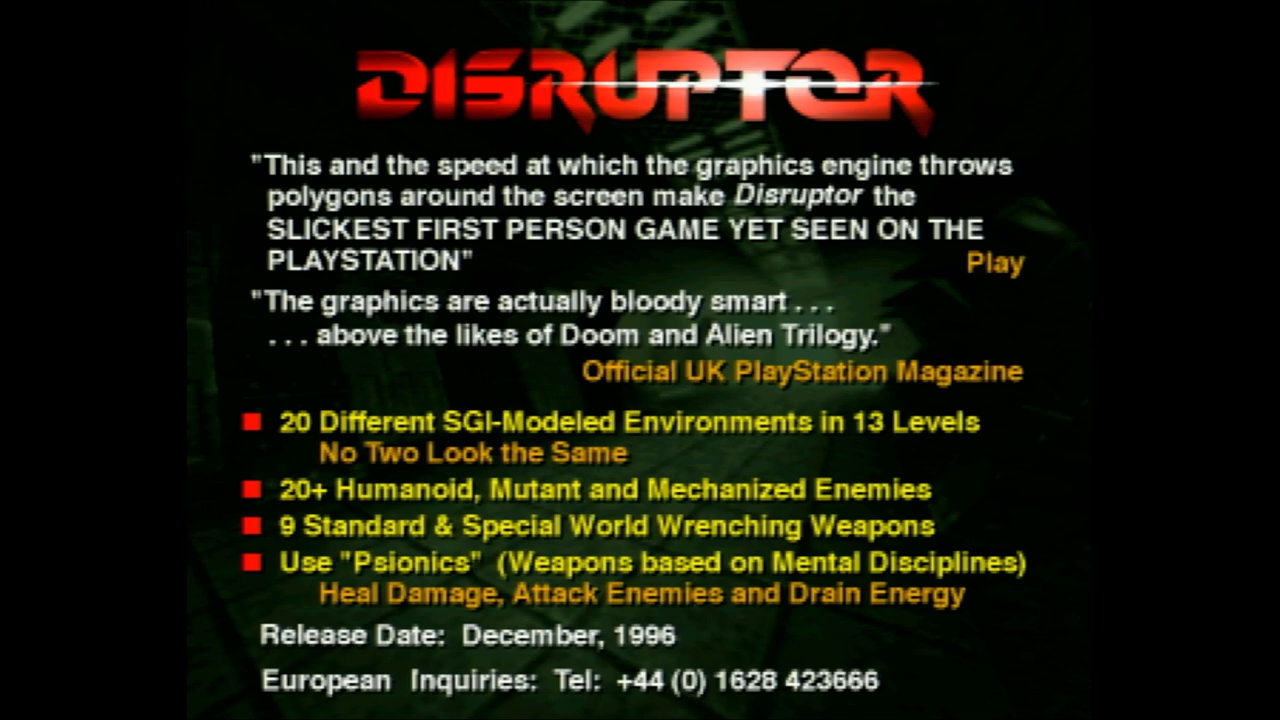 DISRUPTOR
"This and the speed at which the graphics engine throws
polygons around the screen make Disruptor the
SLICKEST FIRST PERSON GAME YET SEEN ON THE
PLAYSTATION"
Play
"The graphics are actually bloody smart . . .
. . . above the likes of Doom and Alien Trilogy."
Official UK PlayStation Magazine
20 Different SGI-Modeled Environments in 13 Levels
No Two Look the Same
20+ Humanoid, Mutant and Mechanized Enemies
9 Standard & Special World Wrenching Weapons
Use "Psionics" (Weapons based on Mental Disciplines)
Heal Damage, Attack Enemies and Drain Energy
Release Date: December, 1996
European Inquiries: Tel: +44 (0) 1628 423666